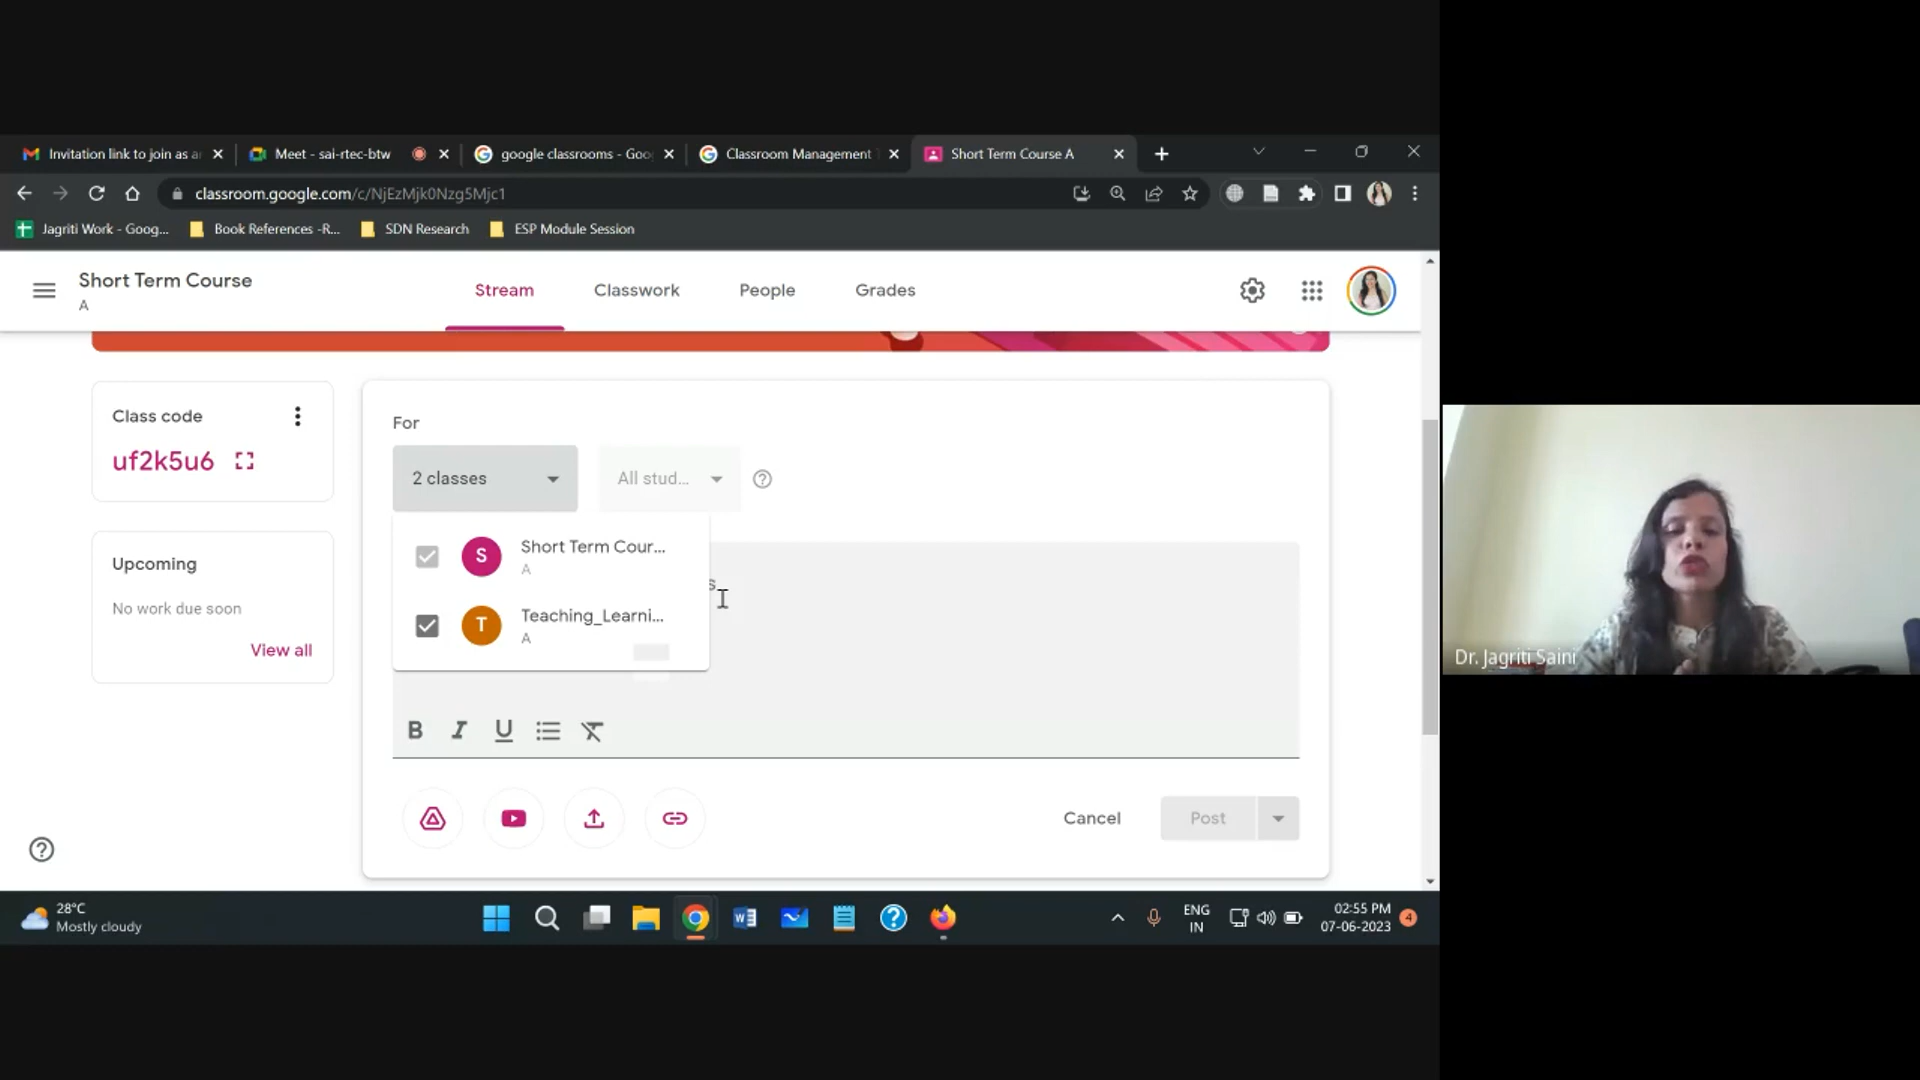 Invitation link to join as a
Meet - sai-rtec-btw
google classrooms - Goo
Classroom Management T
Short Term Course A
classroom.google.com/c/NjEzMjk0Nzg5Mjc1
Jagriti Work - Goog...
Book References -R...
SDN Research
ESP Module Session
Short Term Course
A
Stream
Classwork
People
Grades
Class code
uf2k5u6
Upcoming
No work due soon
View all
For
2 classes
All stud...
S
Short Term Cour...
A
T
Teaching_Learni...
A
s
B I U
Cancel
Post
28°C
Mostly cloudy
ENG
IN
02:55 PM
07-06-2023
4
Dr. Jagriti Saini